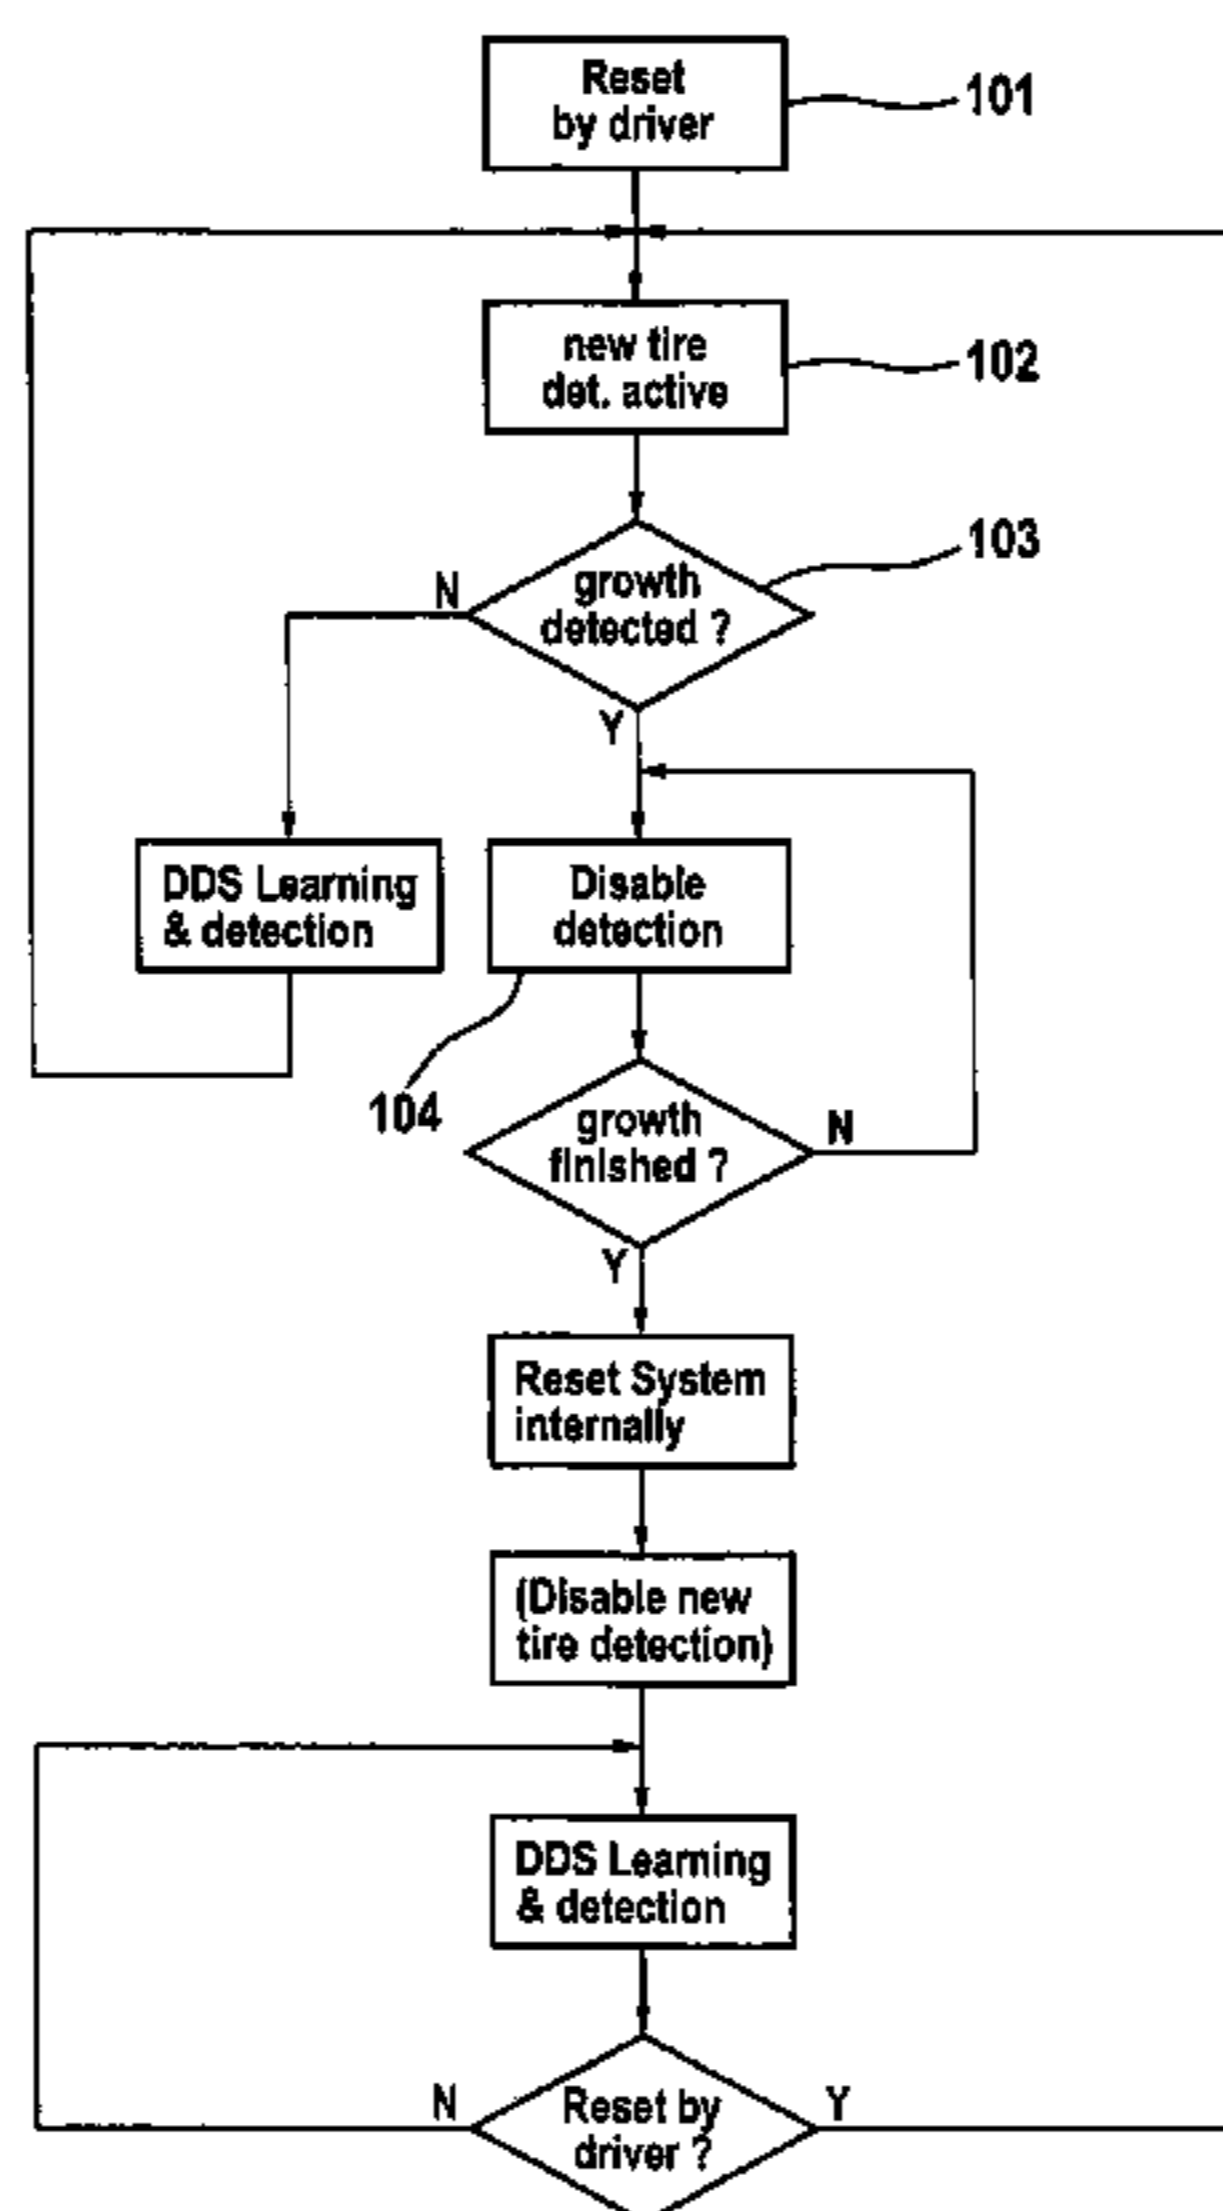 Reset
by driver
101
new tire
det. active
102
103
growth
detected ?
N
Y
DDS Learning
& detection
Disable
detection
104
growth
finished ?
N
Y
Reset System
internally
(Disable new
tire detection)
DDS Learning
& detection
N
Reset by
driver ?
Y